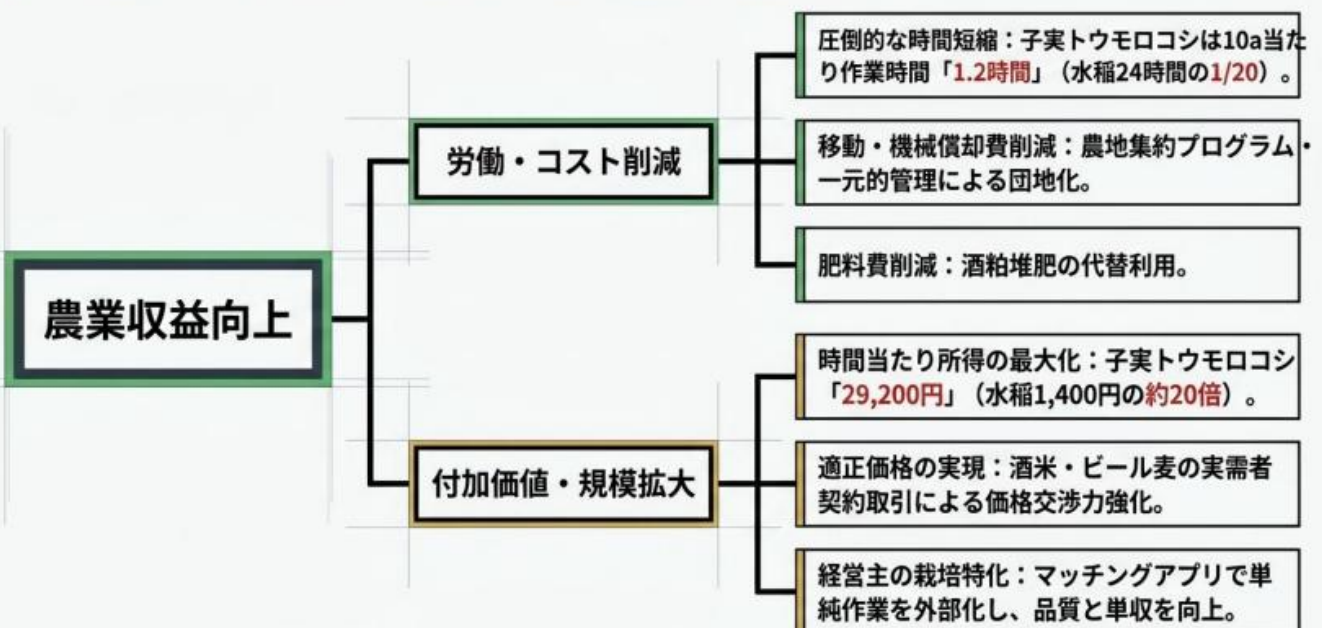 農業収益向上
労働・コスト削減
圧倒的な時間短縮:子実トウモロコシは10a当た
り作業時間「1.2時間」(水稲24時間の1/20)。
移動・機械償却費削減:農地集約プログラム・
一元的管理による団地化。
肥料費削減:酒粕堆肥の代替利用。
付加価値・規模拡大
時間当たり所得の最大化:子実トウモロコシ
「29,200円」(水稲1,400円の約20倍)。
適正価格の実現:酒米・ビール麦の実需者
契約取引による価格交渉力強化。
経営主の栽培特化:マッチングアプリで単
純作業を外部化し、品質と単収を向上。